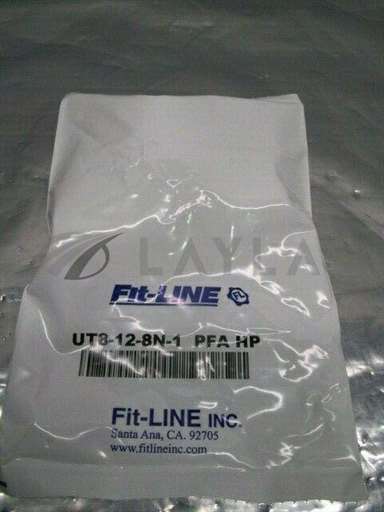 LAYLA
Fit-LINE FL
UT8-12-8N-1 PFA HP
Fit-LINE INC.
Santa Ana, CA. 92705
www.fitlineinc.com